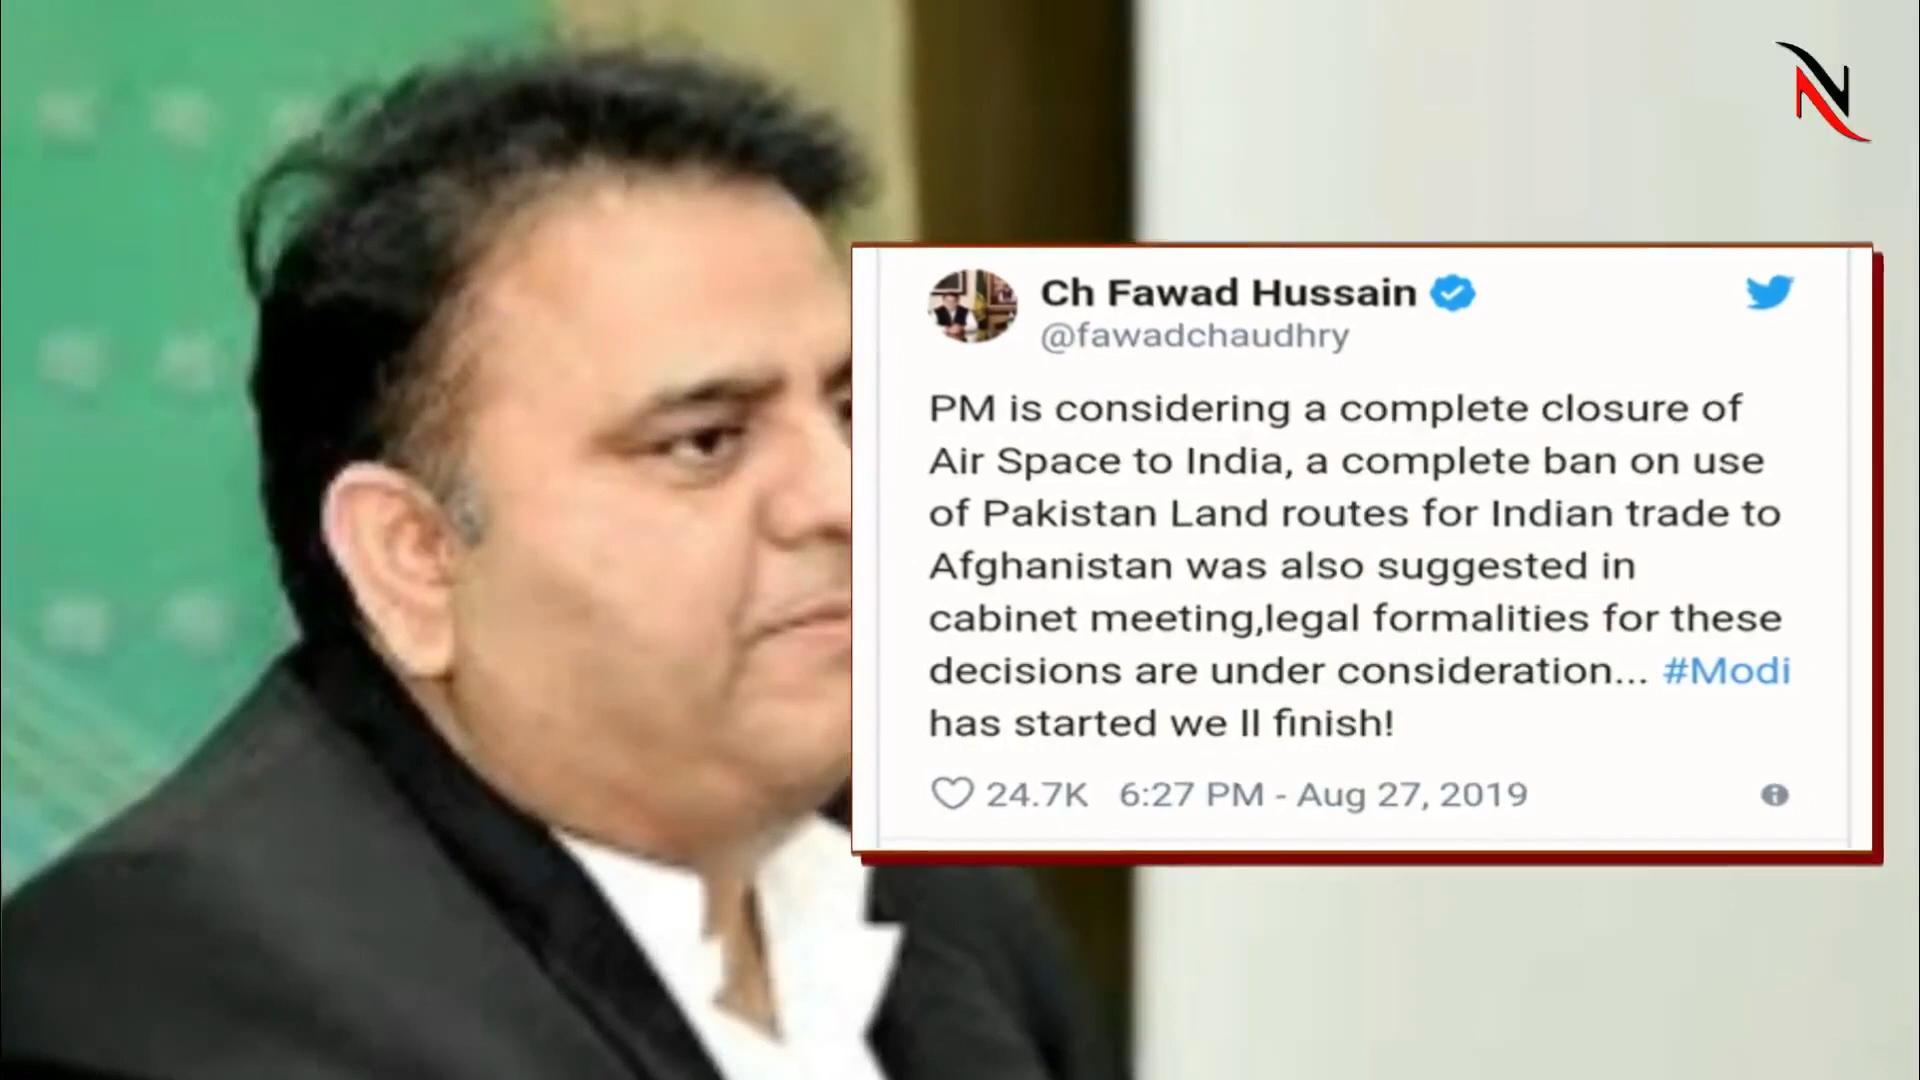 Ch Fawad Hussain
@fawadchaudhry
PM is considering a complete closure of
Air Space to India, a complete ban on use
of Pakistan Land routes for Indian trade to
Afghanistan was also suggested in
cabinet meeting,legal formalities for these
decisions are under consideration... #Modi
has started we ll finish!
24.7K 6:27 PM - Aug 27, 2019
N